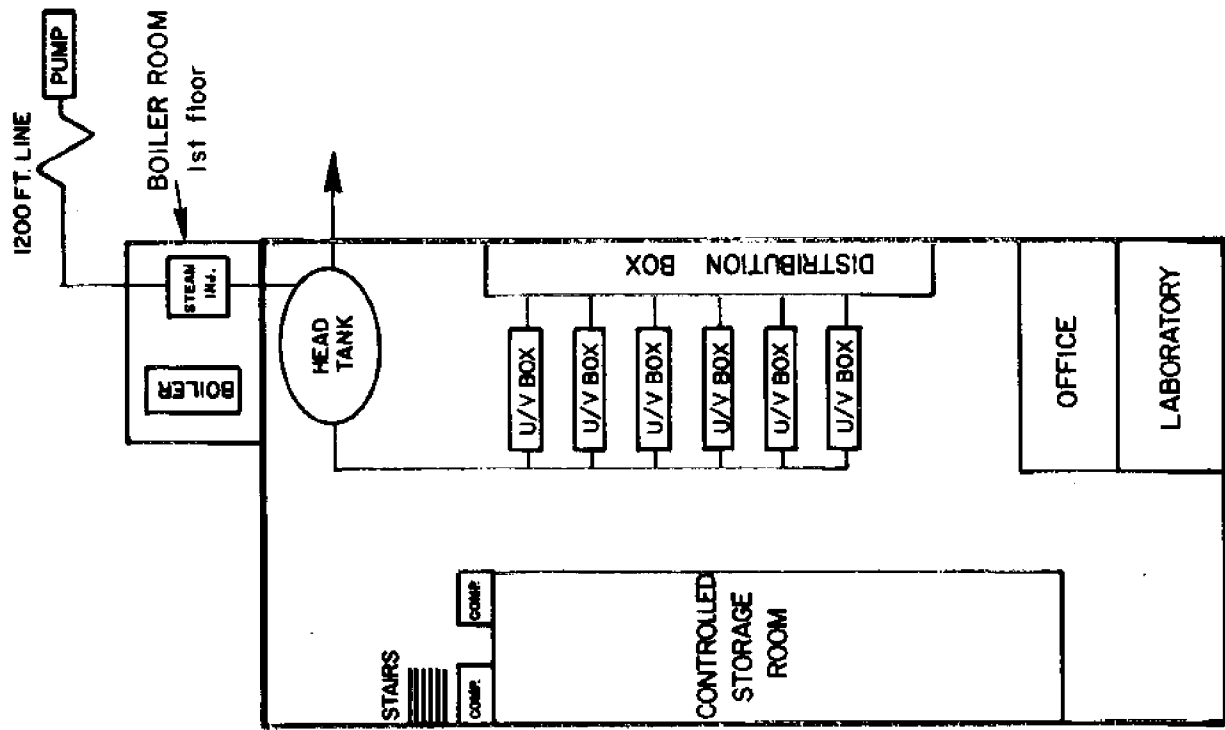 1200 FT. LINE
PUMP
BOILER ROOM
1st floor
STEAM
INJ.
BOILER
HEAD
TANK
DISTRIBUTION BOX
U/V BOX
U/V BOX
U/V BOX
U/V BOX
U/V BOX
U/V BOX
OFFICE
LABORATORY
STAIRS
COMP.
COMP.
CONTROLLED
STORAGE
ROOM